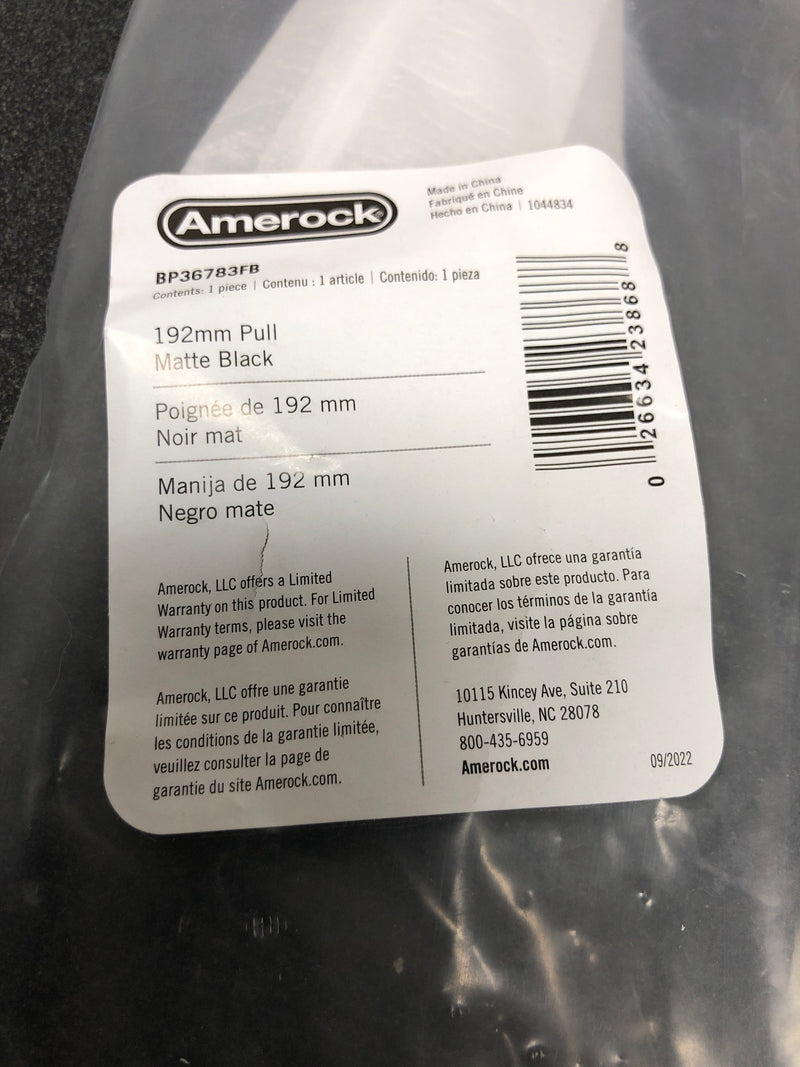 Amerock®
Made in China
Fabriqué en Chine
Hecho en China | 1044834
BP36783FB
Contents: 1 piece | Contenu : 1 article | Contenido: 1 pieza
192mm Pull
Matte Black
Poignée de 192 mm
Noir mat
Manija de 192 mm
Negro mate
0 26634 23868 8
Amerock, LLC offers a Limited
Warranty on this product. For Limited
Warranty terms, please visit the
warranty page of Amerock.com.
Amerock, LLC offre une garantie
limitée sur ce produit. Pour connaître
les conditions de la garantie limitée,
veuillez consulter la page de
garantie du site Amerock.com.
Amerock, LLC ofrece una garantía
limitada sobre este producto. Para
conocer los términos de la garantía
limitada, visite la página sobre
garantías de Amerock.com.
10115 Kincey Ave, Suite 210
Huntersville, NC 28078
800-435-6959
Amerock.com
09/2022